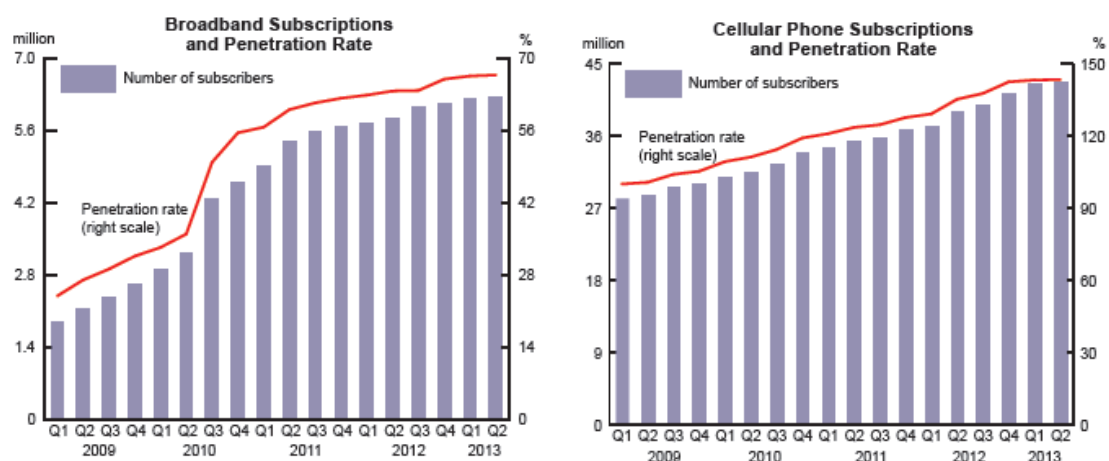 Broadband Subscriptions
and Penetration Rate
million
%
7.0
70
Number of subscribers
5.6
56
4.2
42
Penetration rate
(right scale)
2.8
28
1.4
14
0
0
Q1 Q2 Q3 Q4 Q1 Q2 Q3 Q4 Q1 Q2 Q3 Q4 Q1 Q2 Q3 Q4 Q1 Q2
2009 2010 2011 2012 2013
Cellular Phone Subscriptions
and Penetration Rate
million
%
45
150
Number of subscribers
36
120
Penetration rate
(right scale)
27
90
18
60
9
30
0
0
Q1 Q2 Q3 Q4 Q1 Q2 Q3 Q4 Q1 Q2 Q3 Q4 Q1 Q2 Q3 Q4 Q1 Q2
2009 2010 2011 2012 2013